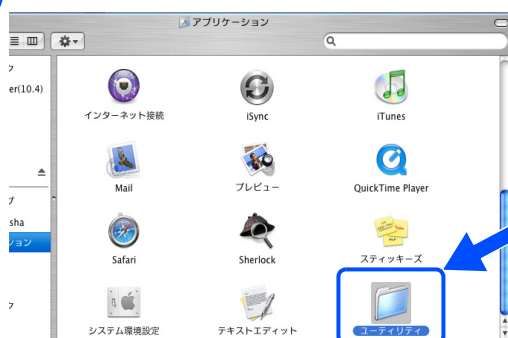 アプリケーション
er(10.4)
インターネット接続
iSync
iTunes
Mail
プレビュー
QuickTime Player
sha
ション
Safari
Sherlock
スティッキーズ
システム環境設定
テキストエディット
ユーティリティ